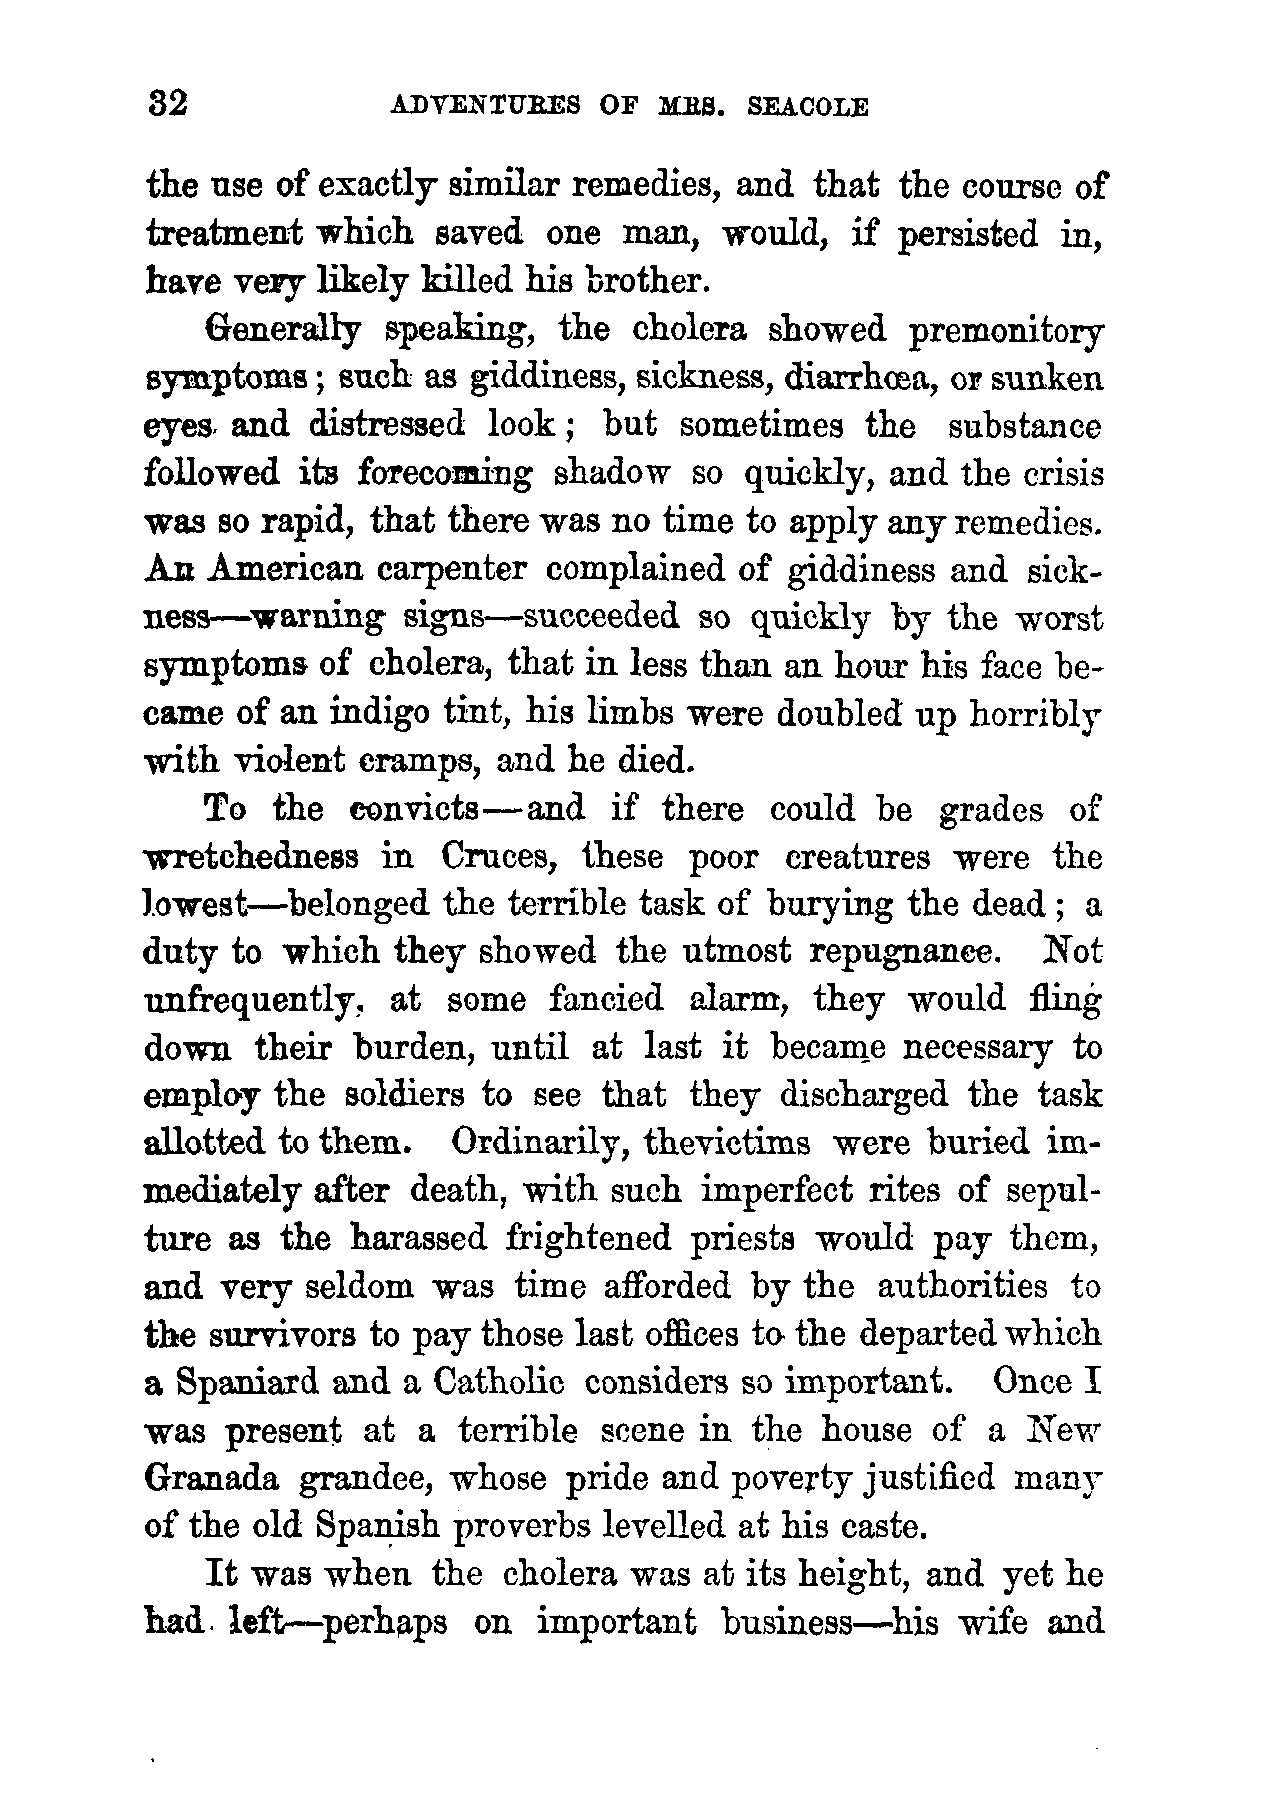 32 ADVENTURES OF MRS. SEACOLE
the use of exactly similar remedies, and that the course of
treatment which saved one man, would, if persisted in,
have very likely killed his brother.
Generally speaking, the cholera showed premonitory
symptoms; such as giddiness, sickness, diarrhœa, or sunken
eyes and distressed look; but sometimes the substance
followed its forecoming shadow so quickly, and the crisis
was so rapid, that there was no time to apply any remedies.
An American carpenter complained of giddiness and sick-
ness—warning signs—succeeded so quickly by the worst
symptoms of cholera, that in less than an hour his face be-
came of an indigo tint, his limbs were doubled up horribly
with violent cramps, and he died.
To the convicts—and if there could be grades of
wretchedness in Cruces, these poor creatures were the
lowest—belonged the terrible task of burying the dead; a
duty to which they showed the utmost repugnance. Not
unfrequently, at some fancied alarm, they would fling
down their burden, until at last it became necessary to
employ the soldiers to see that they discharged the task
allotted to them. Ordinarily, thevictims were buried im-
mediately after death, with such imperfect rites of sepul-
ture as the harassed frightened priests would pay them,
and very seldom was time afforded by the authorities to
the survivors to pay those last offices to the departed which
a Spaniard and a Catholic considers so important. Once I
was present at a terrible scene in the house of a New
Granada grandee, whose pride and poverty justified many
of the old Spanish proverbs levelled at his caste.
It was when the cholera was at its height, and yet he
had left—perhaps on important business—his wife and